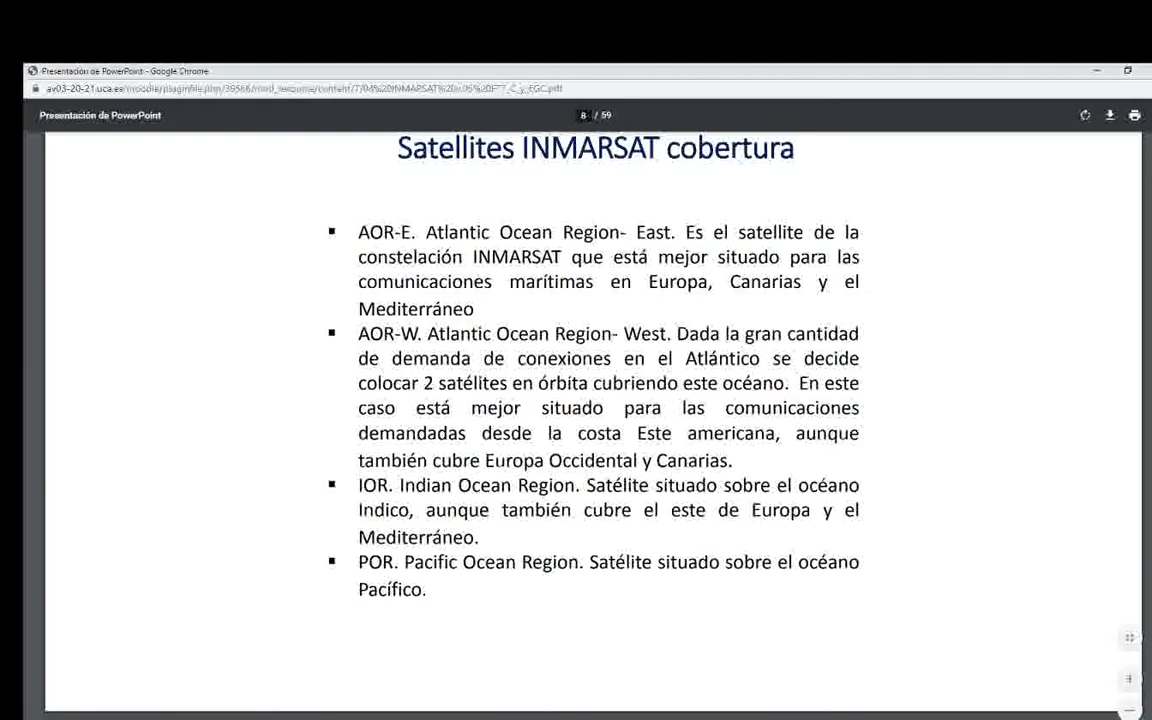 Presentación de PowerPoint - Google Chrome
Presentación de PowerPoint
8 / 59
Satellites INMARSAT cobertura
AOR-E. Atlantic Ocean Region- East. Es el satellite de la
constelación INMARSAT que está mejor situado para las
comunicaciones marítimas en Europa, Canarias y el
Mediterráneo
AOR-W. Atlantic Ocean Region- West. Dada la gran cantidad
de demanda de conexiones en el Atlántico se decide
colocar 2 satélites en órbita cubriendo este océano. En este
caso está mejor situado para las comunicaciones
demandadas desde la costa Este americana, aunque
también cubre Europa Occidental y Canarias.
IOR. Indian Ocean Region. Satélite situado sobre el océano
Indico, aunque también cubre el este de Europa y el
Mediterráneo.
POR. Pacific Ocean Region. Satélite situado sobre el océano
Pacífico.